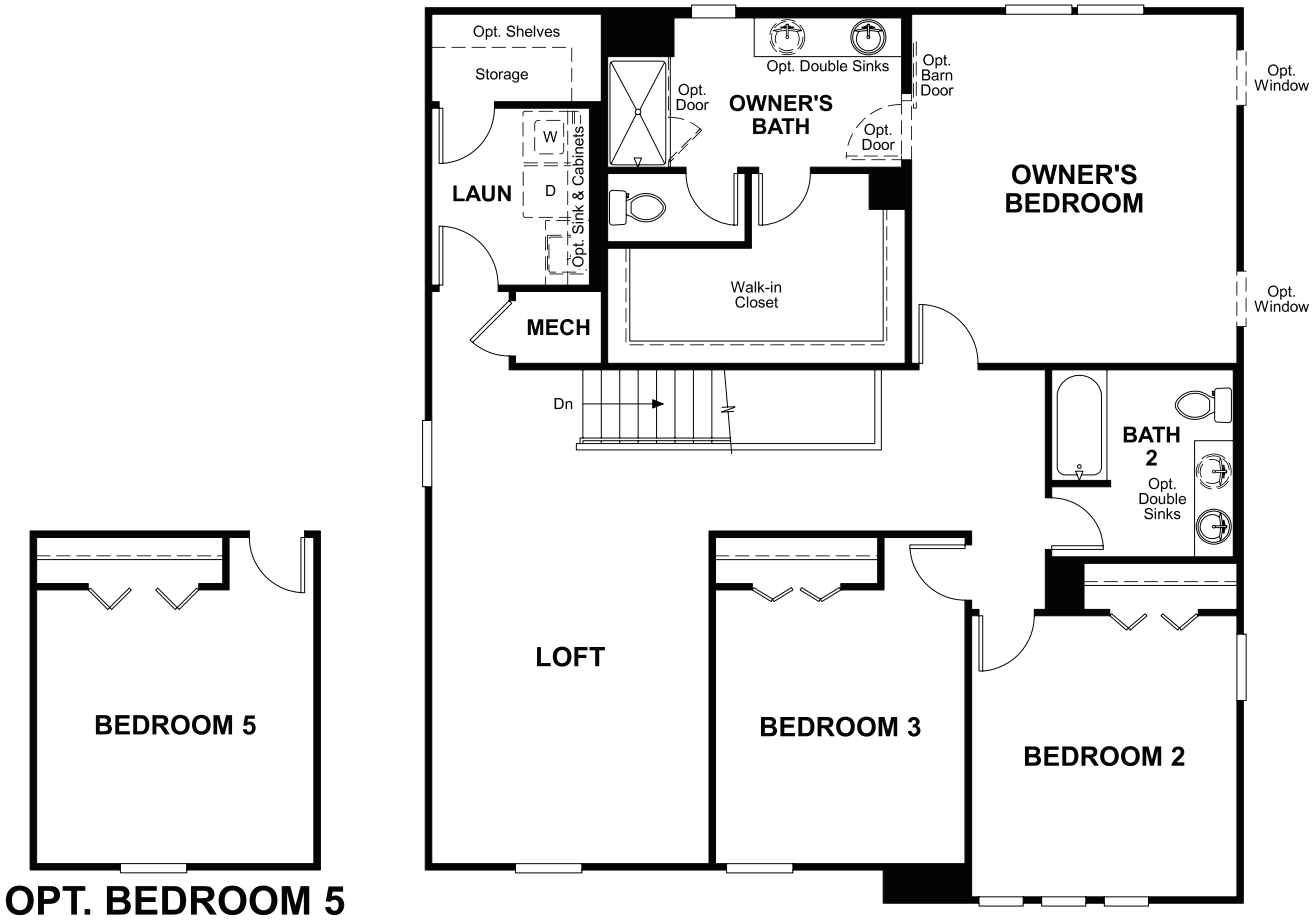 Opt. Shelves
Storage
W
D
Opt. Sink & Cabinets
LAUN
MECH
Opt.
Door
Opt. Double Sinks
OWNER'S
BATH
Opt.
Door
Opt.
Barn
Door
OWNER'S
BEDROOM
Opt.
Window
Opt.
Window
Walk-in
Closet
Dn
BATH
2
Opt.
Double
Sinks
LOFT
BEDROOM 3
BEDROOM 2
BEDROOM 5
OPT. BEDROOM 5